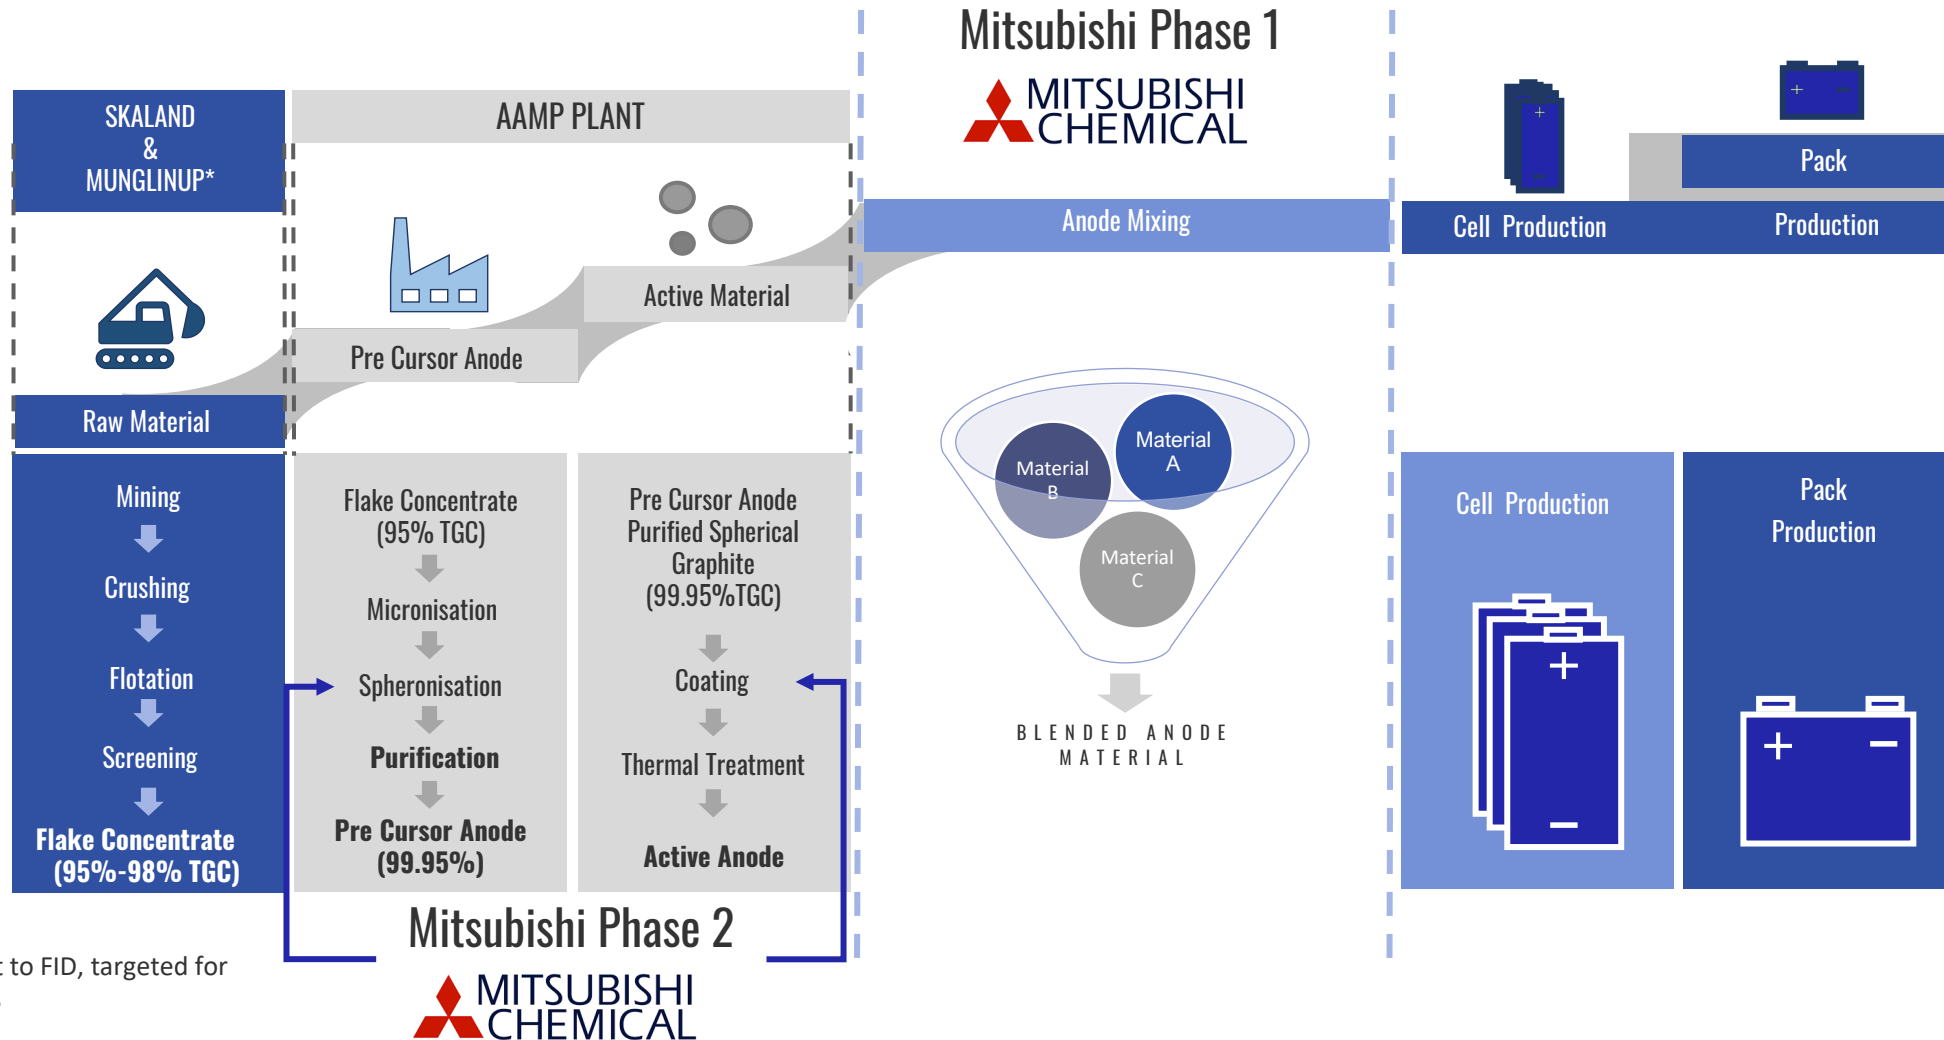 Mitsubishi Phase 1
MITSUBISHI
CHEMICAL
SKALAND
&
MUNGLINUP*
AAMP PLANT
Raw Material
Pre Cursor Anode
Active Material
Anode Mixing
Cell Production
Pack
Production
Mining
Crushing
Flotation
Screening
Flake Concentrate
(95%-98% TGC)
Flake Concentrate
(95% TGC)
Micronisation
Spheronisation
Purification
Pre Cursor Anode
(99.95%)
Pre Cursor Anode
Purified Spherical
Graphite
(99.95%TGC)
Coating
Thermal Treatment
Active Anode
Material
A
Material
B
Material
C
BLENDED ANODE
MATERIAL
Cell Production
Pack
Production
Mitsubishi Phase 2
MITSUBISHI
CHEMICAL
to FID, targeted for